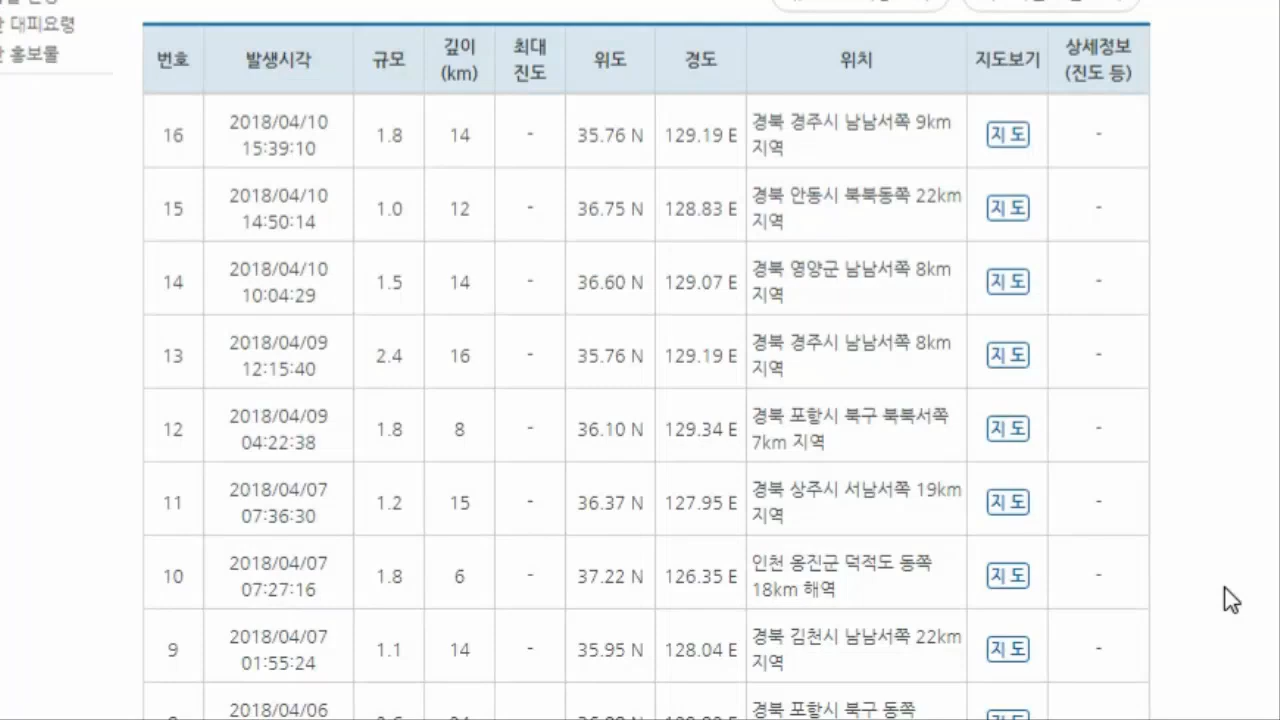 대피요령
홍보물
번호 발생시각 규모 깊이 (km) 최대 진도 위도 경도 위치 지도보기 상세정보 (진도 등)
16 2018/04/10 15:39:10 1.8 14 - 35.76 N 129.19 E 경북 경주시 남남서쪽 9km 지역 지도 -
15 2018/04/10 14:50:14 1.0 12 - 36.75 N 128.83 E 경북 안동시 북북동쪽 22km 지역 지도 -
14 2018/04/10 10:04:29 1.5 14 - 36.60 N 129.07 E 경북 영양군 남남서쪽 8km 지역 지도 -
13 2018/04/09 12:15:40 2.4 16 - 35.76 N 129.19 E 경북 경주시 남남서쪽 8km 지역 지도 -
12 2018/04/09 04:22:38 1.8 8 - 36.10 N 129.34 E 경북 포항시 북구 북북서쪽 7km 지역 지도 -
11 2018/04/07 07:36:30 1.2 15 - 36.37 N 127.95 E 경북 상주시 서남서쪽 19km 지역 지도 -
10 2018/04/07 07:27:16 1.8 6 - 37.22 N 126.35 E 인천 옹진군 덕적도 동쪽 18km 해역 지도 -
9 2018/04/07 01:55:24 1.1 14 - 35.95 N 128.04 E 경북 김천시 남남서쪽 22km 지역 지도 -
2018/04/06 경북 포항시 북구 동쪽